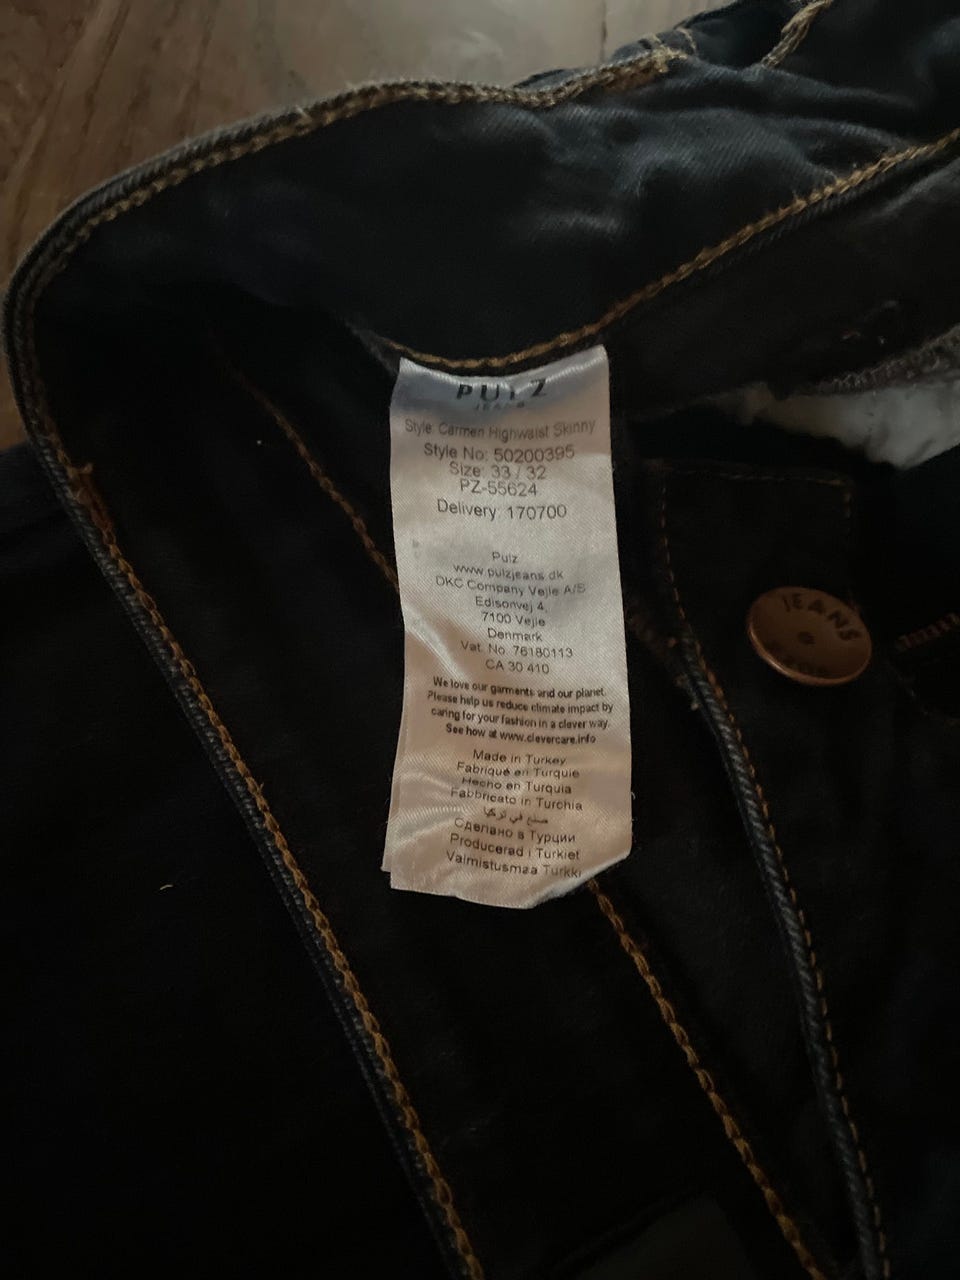 PULZ
JEANS
Style: Carmen Highwaist Skinny
Style No: 50200395
Size: 33 / 32
PZ-55624
Delivery: 170700
Pulz
www.pulzjeans.dk
DKC Company Vejle A/S
Edisonvej 4,
7100 Vejle
Denmark
Vat. No. 76180113
CA 30 410
We love our garments and our planet.
Please help us reduce climate impact by
caring for your fashion in a clever way.
See how at www.clevercare.info
Made in Turkey
Fabriqué en Turquie
Hecho en Turquia
Fabbricato in Turchia
صنع في تركيا
Сделано в Турции
Producerad i Turkiet
Valmistusmaa Turkki
JEANS